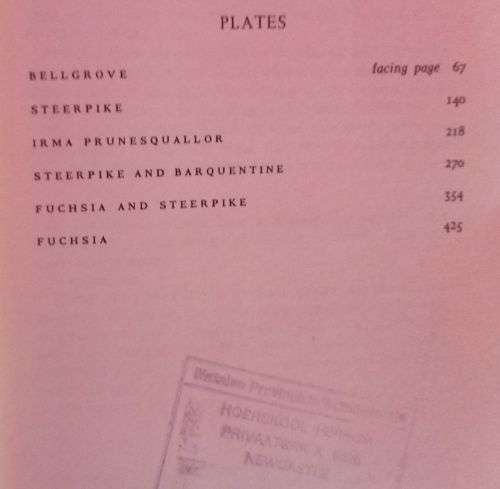 PLATES
BELLGROVE facing page 67
STEERPIKE 140
IRMA PRUNESQUALLOR 218
STEERPIKE AND BARQUENTINE 270
FUCHSIA AND STEERPIKE 354
FUCHSIA 425
NEWCASTLE